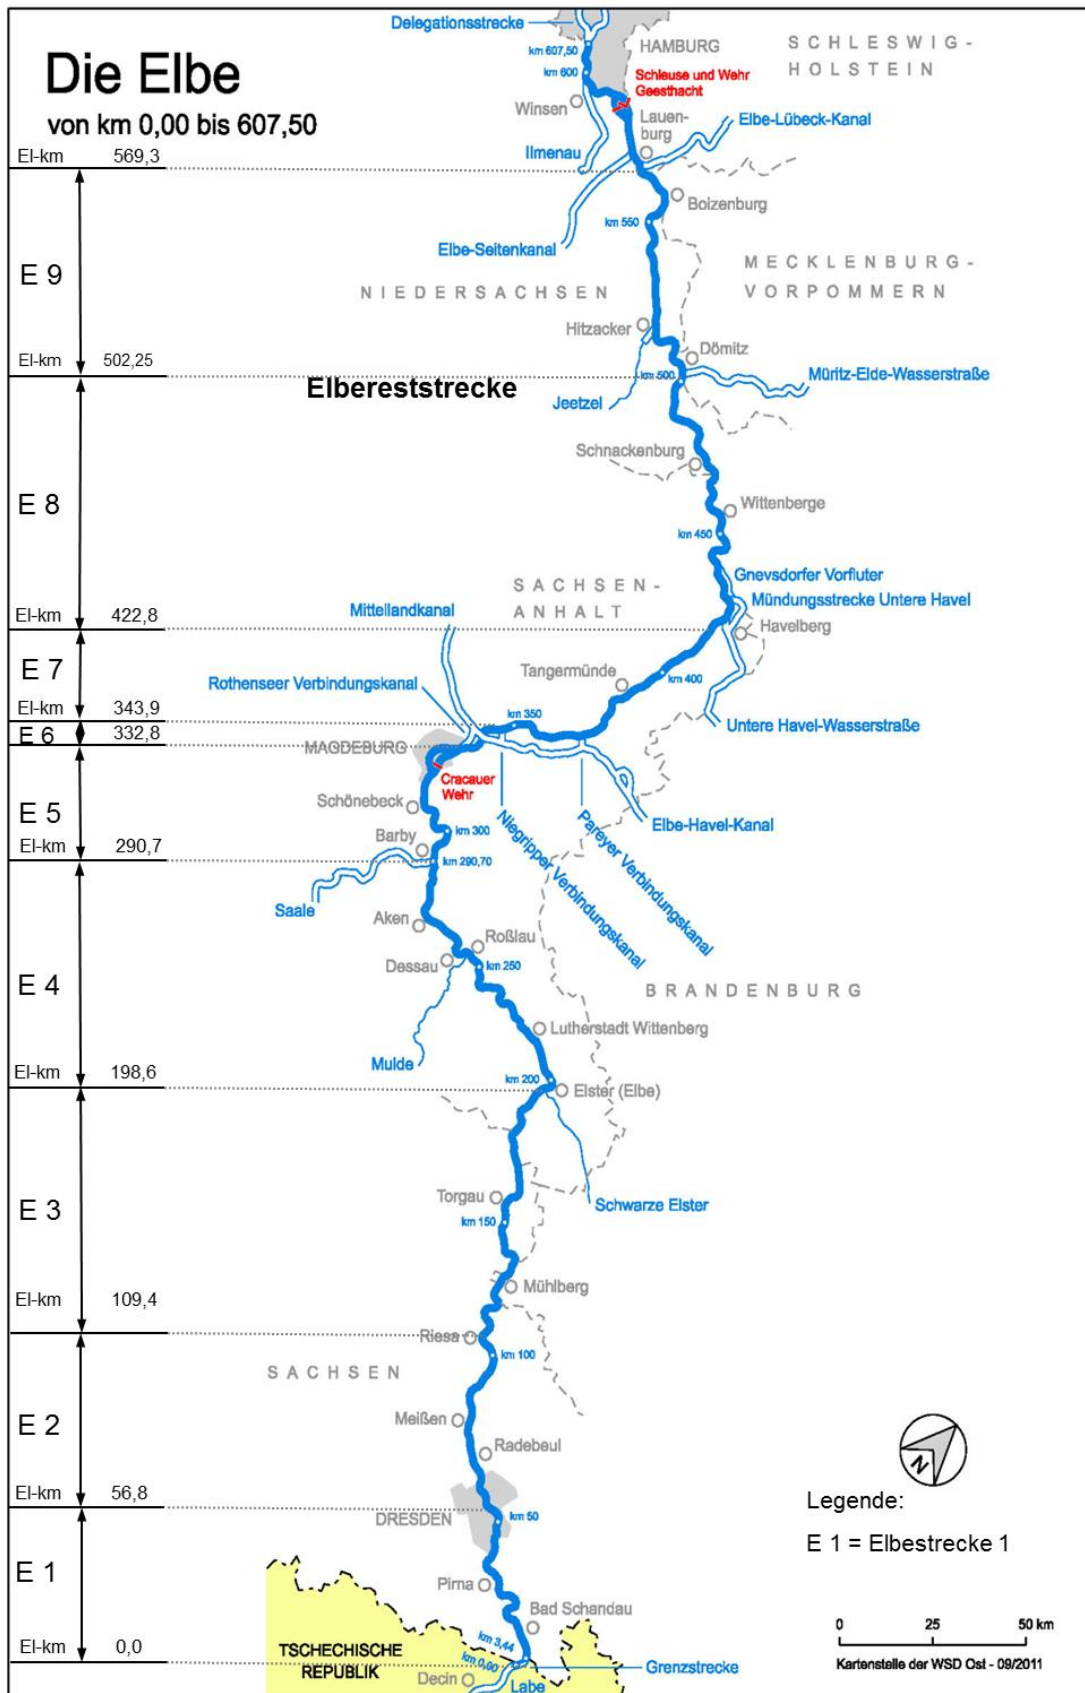 Die Elbe
von km 0,00 bis 607,50
Delegationsstrecke
km 607,50
HAMBURG
SCHLESWIG-
HOLSTEIN
km 600
Schleuse und Wehr
Geesthacht
Winsen
Lauen-
burg
Elbe-Lübeck-Kanal
Ilmenau
El-km 569,3
Boizenburg
km 550
Elbe-Seitenkanal
E 9
MECKLENBURG-
VORPOMMERN
NIEDERSACHSEN
Hitzacker
Dömitz
El-km 502,25
km 500
Müritz-Elde-Wasserstraße
Elbereststrecke
Jeetzel
Schnackenburg
E 8
Wittenberge
km 450
Gnevsdorfer Vorfluter
SACHSEN-
ANHALT
Mündungsstrecke Untere Havel
Mittellandkanal
El-km 422,8
Havelberg
E 7
Tangermünde
km 400
Rothenseer Verbindungskanal
El-km 343,9
km 350
Untere Havel-Wasserstraße
E 6 332,8
MAGDEBURG
Cracauer
Wehr
Schönebeck
E 5
km 300
Elbe-Havel-Kanal
Niegripper Verbindungskanal
Pareyer Verbindungskanal
Barby
El-km 290,7
km 290,70
Saale
Aken
Roßlau
Dessau
km 250
E 4
BRANDENBURG
Lutherstadt Wittenberg
Mulde
El-km 198,6
km 200
Elster (Elbe)
Torgau
Schwarze Elster
E 3
km 150
Mühlberg
El-km 109,4
Riesa
km 100
SACHSEN
Meißen
E 2
Radebeul
El-km 56,8
DRESDEN
km 50
Legende:
E 1 = Elbestrecke 1
N
E 1
Pirna
Bad Schandau
0 25 50 km
El-km 0,0
TSCHECHISCHE
REPUBLIK
km 3,44
km 0,00
Grenzstrecke
Kartenstelle der WSD Ost - 09/2011
Decin
Labe